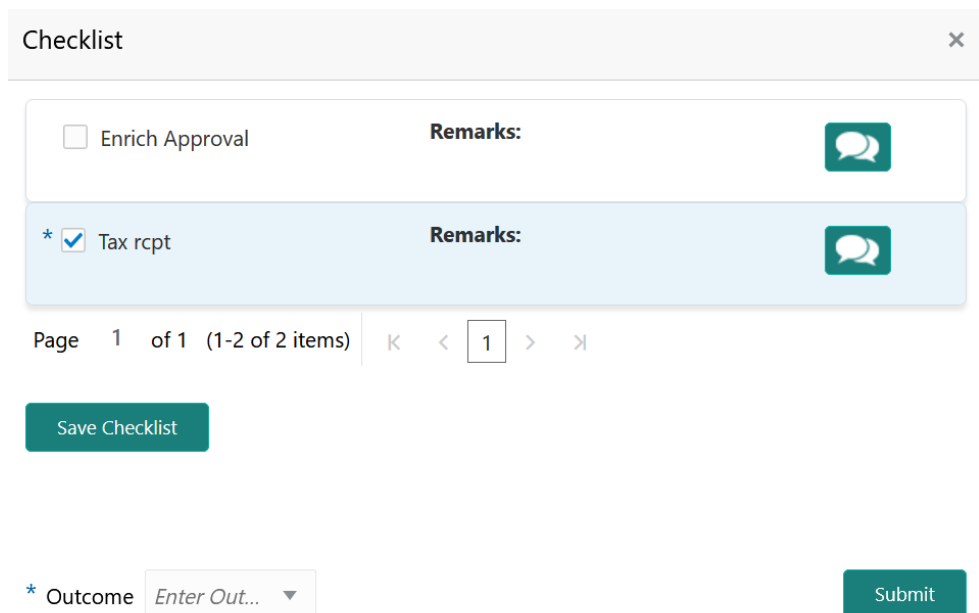 Checklist
Enrich Approval Remarks:
* Tax rcpt Remarks:
Page 1 of 1 (1-2 of 2 items) 1
Save Checklist
* Outcome Enter Out... Submit